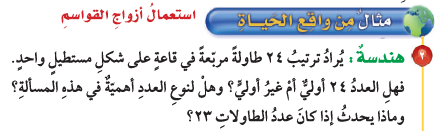 مثال من واقع الحياة استعمال أزواج القواسم
٢ هندسة : يُرادُ ترتيبُ ٢٤ طاولةً مربّعةً في قاعةٍ على شكلِ مستطيلٍ واحدٍ.
فهلِ العددُ ٢٤ أوليٌّ أمْ غيرُ أوليٍّ؟ وهلْ لنوعِ العددِ أهميّةٌ في هذهِ المسألةِ؟
وماذا يحدثُ إذا كانَ عددُ الطاولاتِ ٢٣؟